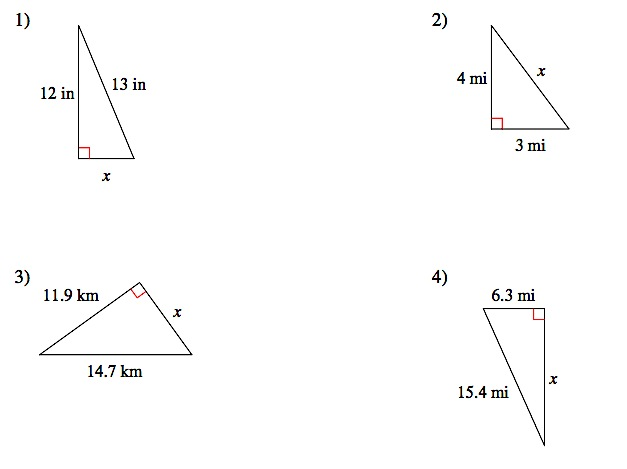 1)
12 in
13 in
x
2)
4 mi
x
3 mi
3)
11.9 km
x
14.7 km
4)
6.3 mi
15.4 mi
x